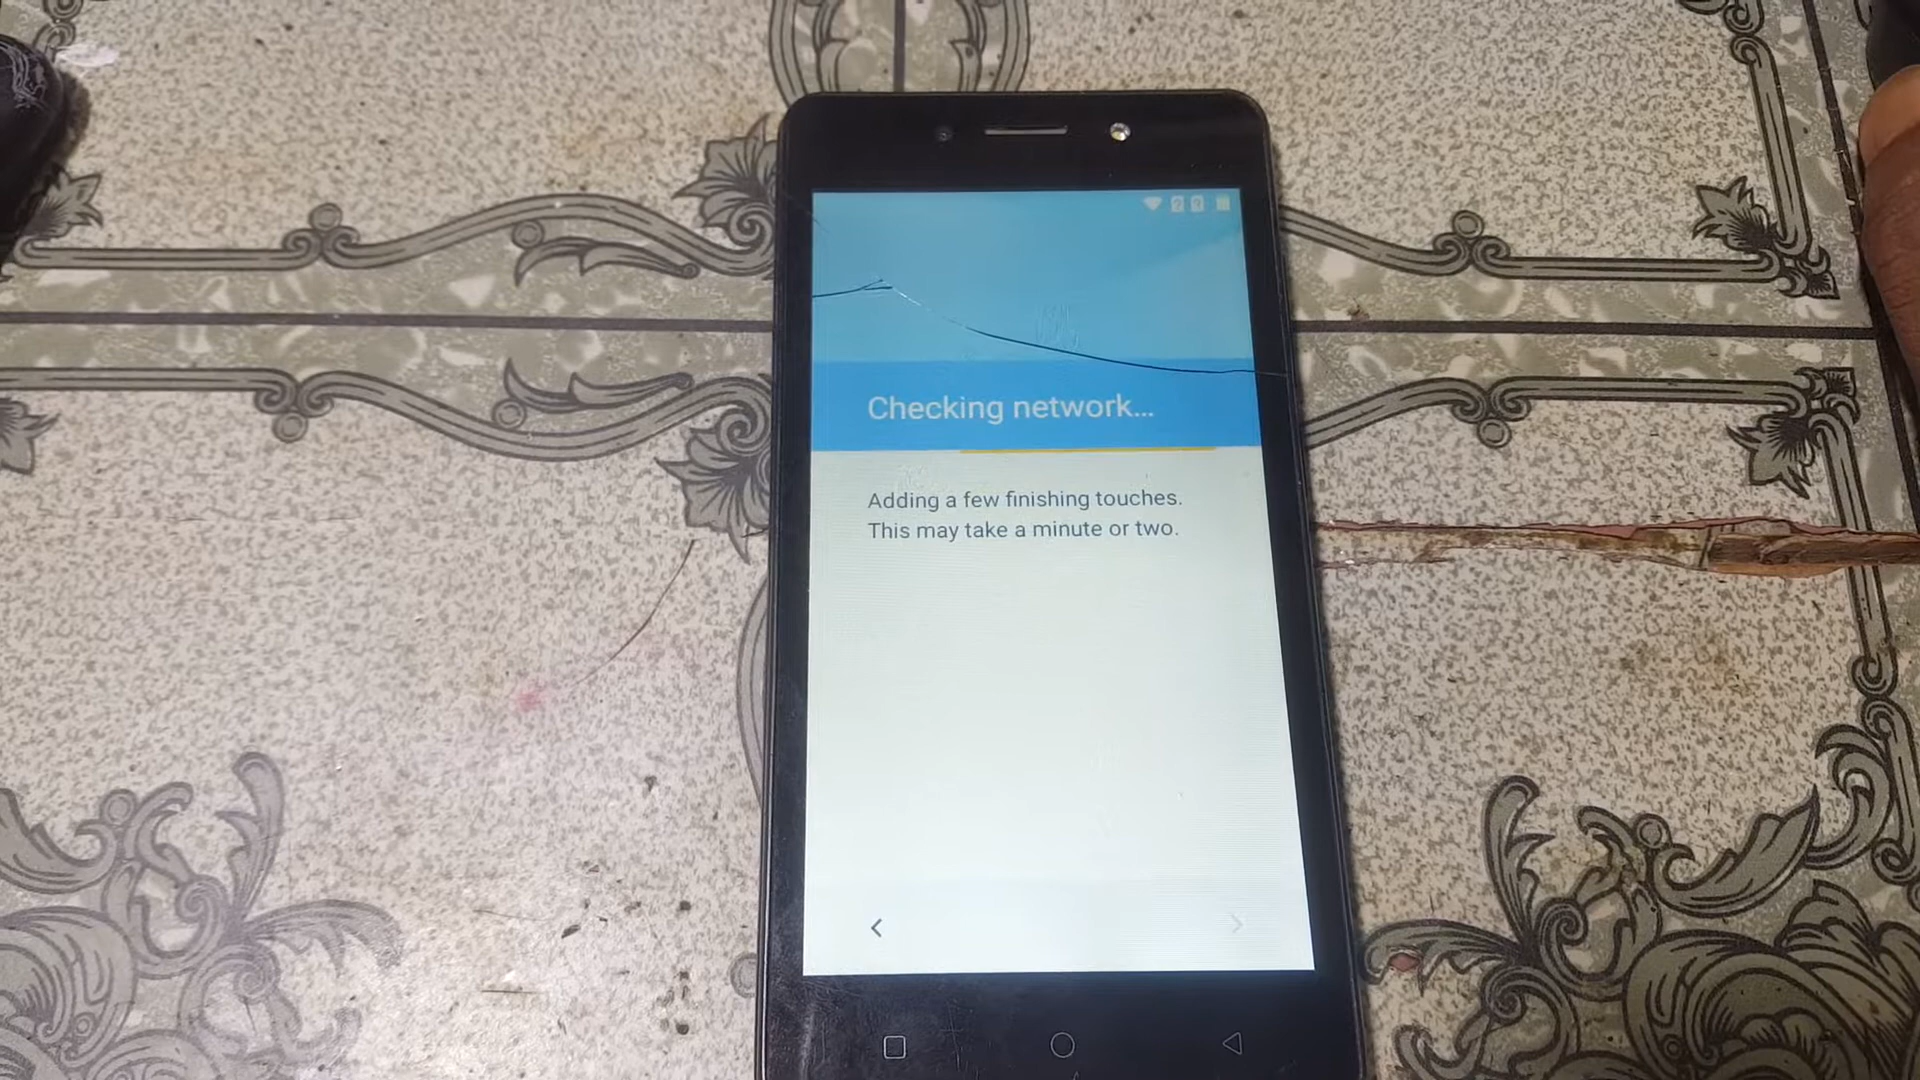 Checking network...
Adding a few finishing touches.
This may take a minute or two.